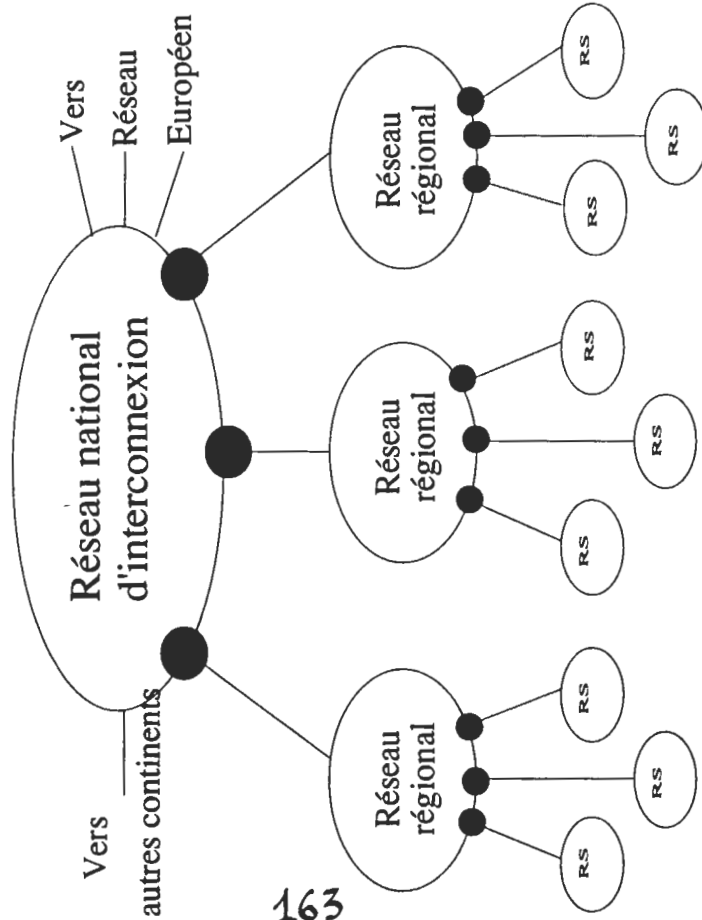 Vers
Réseau
Européen
Réseau national
d'interconnexion
Vers
autres continents
Réseau
régional
Réseau
régional
Réseau
régional
RS
RS
RS
RS
RS
RS
RS
RS
RS
163